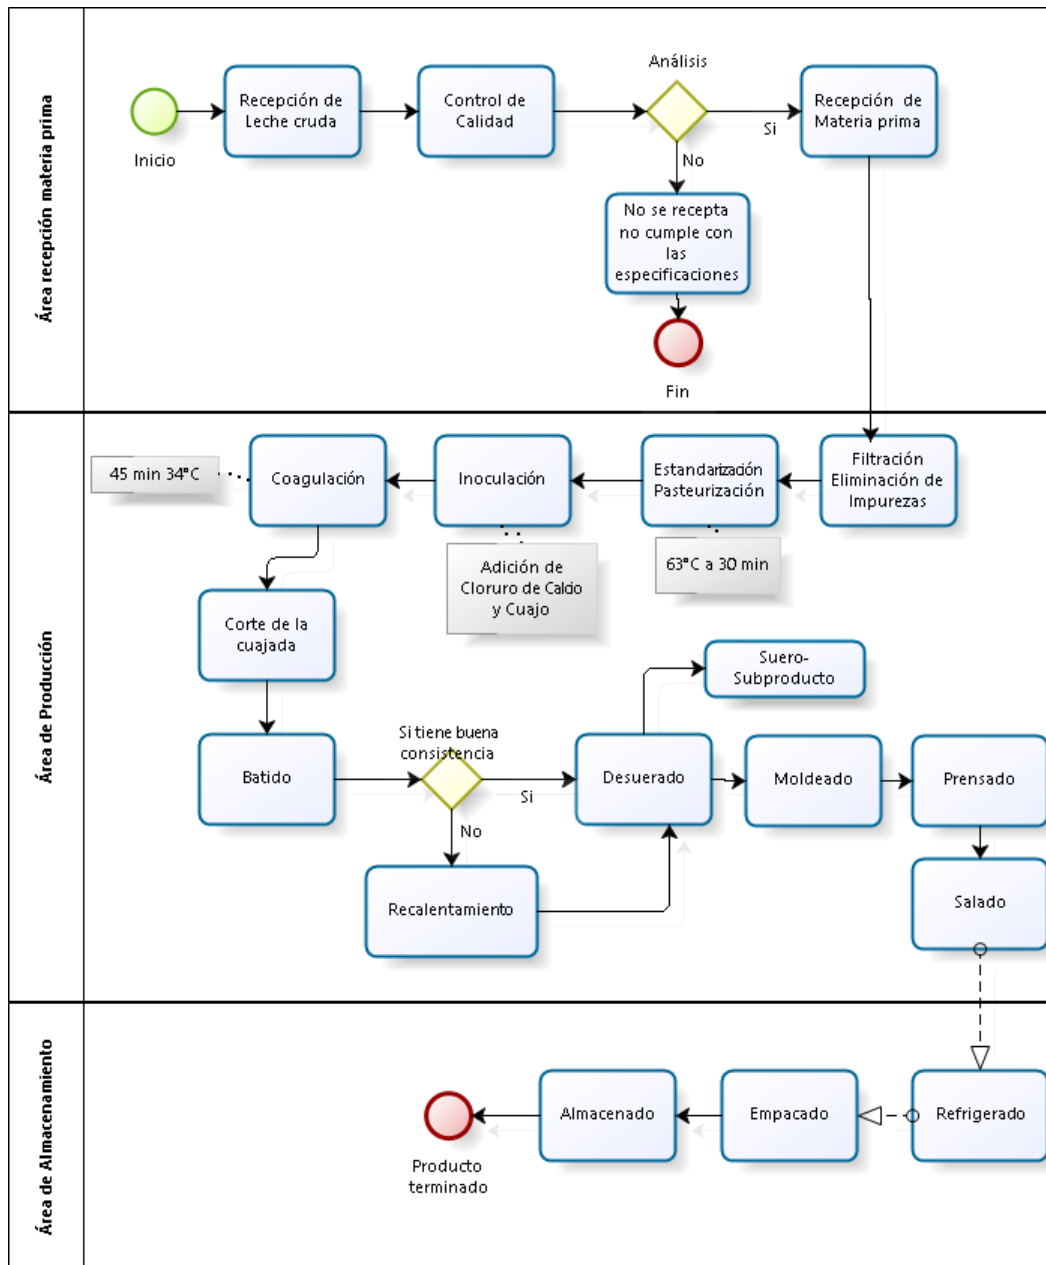 Área recepción materia prima
Análisis
Recepción de
Leche cruda
Control de
Calidad
Recepción de
Materia prima
Si
Inicio
No
No se recepta
no cumple con
las
especificaciones
Fin
Área de Producción
45 min 34°C
Coagulación
Inoculación
Estandarización
Pasteurización
Filtración
Eliminación de
Impurezas
Adición de
Cloruro de Calcio
y Cuajo
63°C a 30 min
Corte de la
cuajada
Suero-
Subproducto
Si tiene buena
consistencia
Batido
Si
Desuerado
Moldeado
Prensado
No
Recalentamiento
Salado
Área de Almacenamiento
Almacenado
Empacado
Refrigerado
Producto
terminado